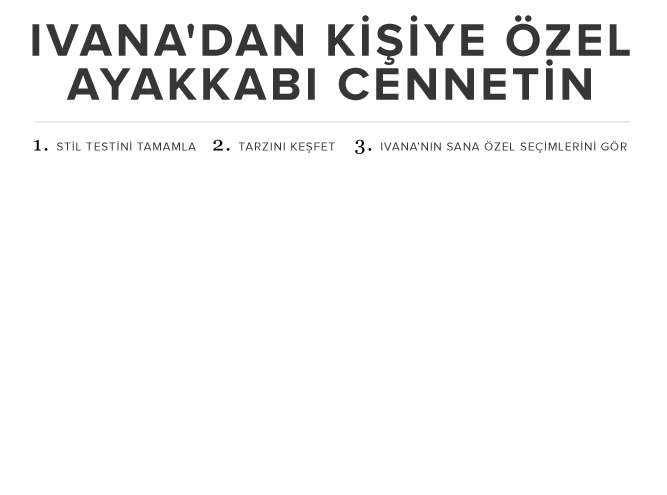 IVANA'DAN KİŞİYE ÖZEL
AYAKKABI CENNETİN
1. STİL TESTİNİ TAMAMLA 2. TARZINI KEŞFET 3. IVANA'NIN SANA ÖZEL SEÇİMLERİNİ GÖR